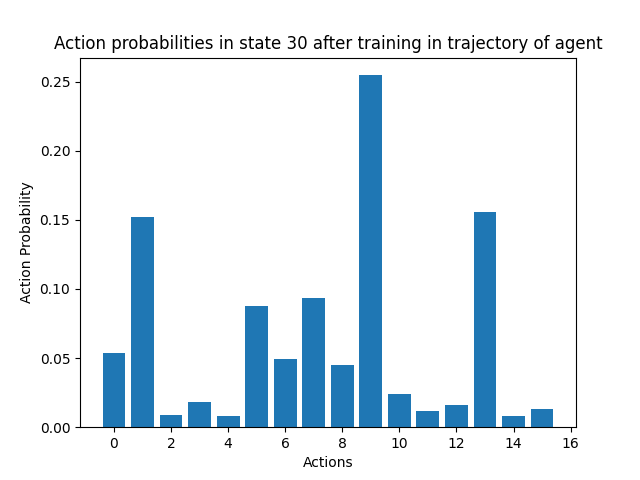 Action probabilities in state 30 after training in trajectory of agent
Action Probability
0.25
0.20
0.15
0.10
0.05
0.00
0 2 4 6 8 10 12 14 16
Actions